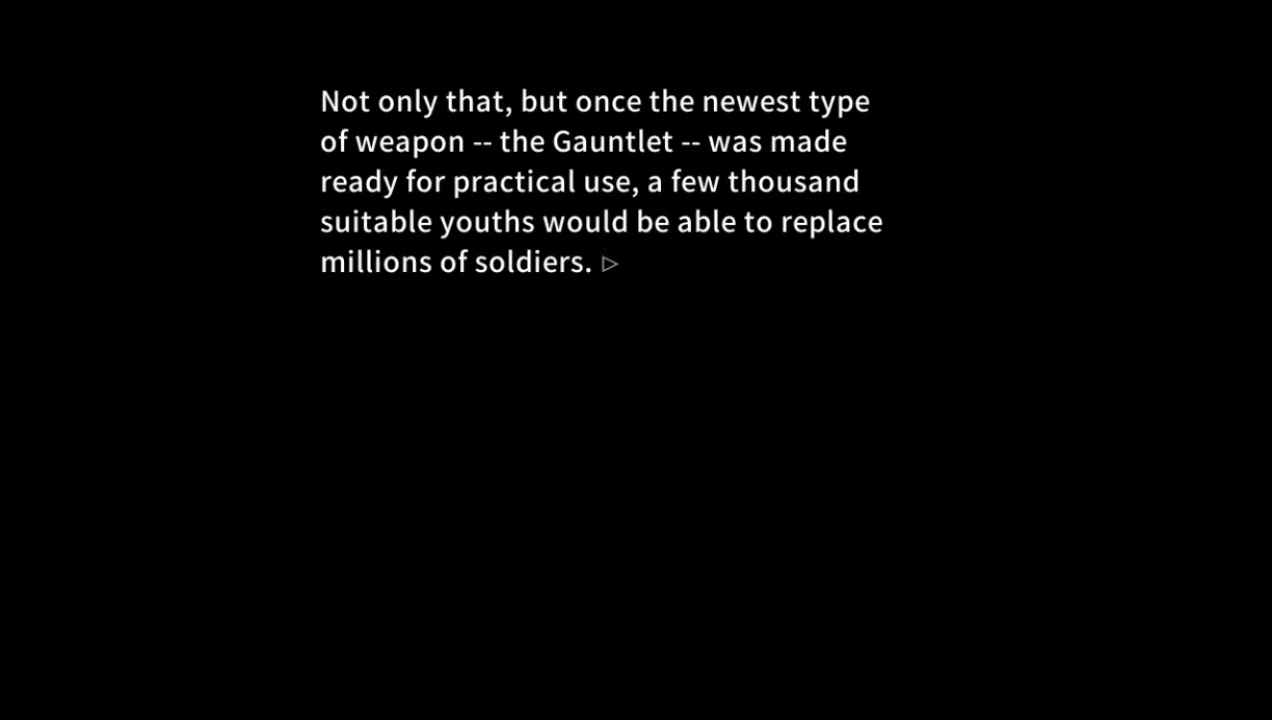 Not only that, but once the newest type
of weapon -- the Gauntlet -- was made
ready for practical use, a few thousand
suitable youths would be able to replace
millions of soldiers.